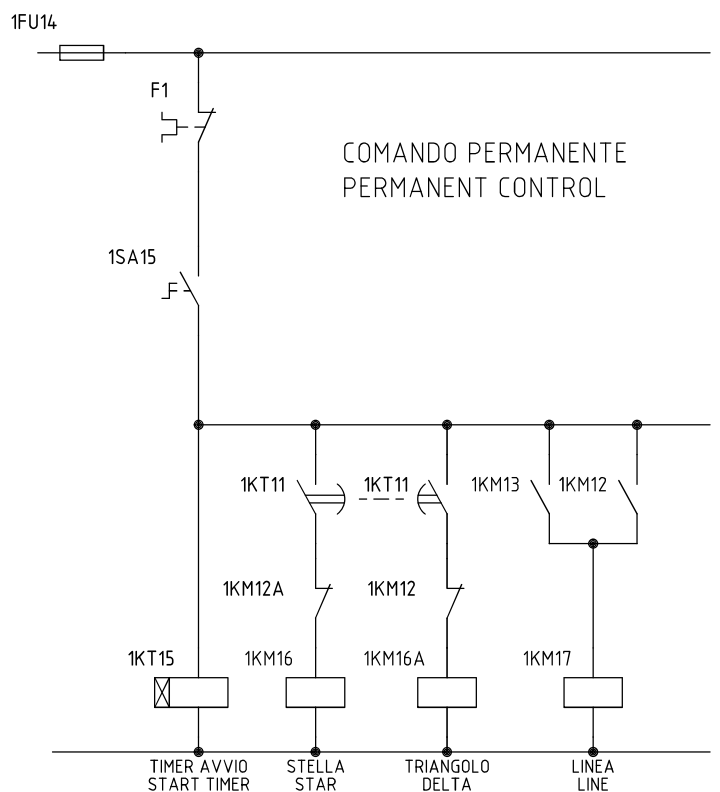 1FU14
F1
COMANDO PERMANENTE
PERMANENT CONTROL
1SA15
1KT11
1KT11
1KM13
1KM12
1KM12A
1KM12
1KT15
1KM16
1KM16A
1KM17
TIMER AVVIO
START TIMER
STELLA
STAR
TRIANGOLO
DELTA
LINEA
LINE